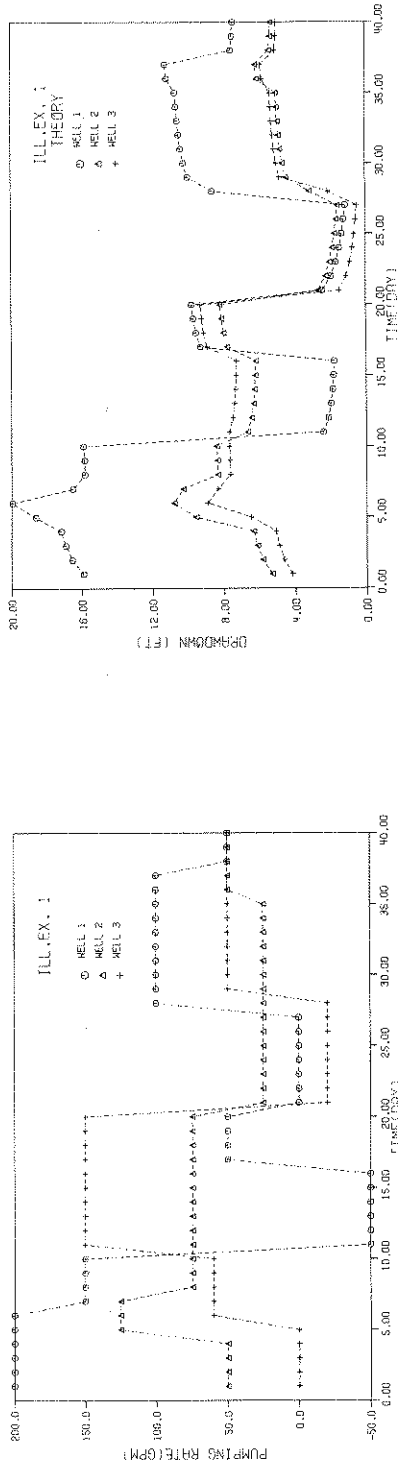 ILL.EX. 1
THEORY
WELL 1
WELL 2
WELL 3
20.00
16.00
12.00
8.00
4.00
0.00
DRAWDOWN (FT)
0.00
5.00
10.00
15.00
20.00
25.00
30.00
35.00
40.00
TIME(DAY)
ILL.EX. 1
WELL 1
WELL 2
WELL 3
200.0
150.0
100.0
50.0
0.0
-50.0
PUMPING RATE(GPM)
0.00
5.00
10.00
15.00
20.00
25.00
30.00
35.00
40.00
TIME(DAY)